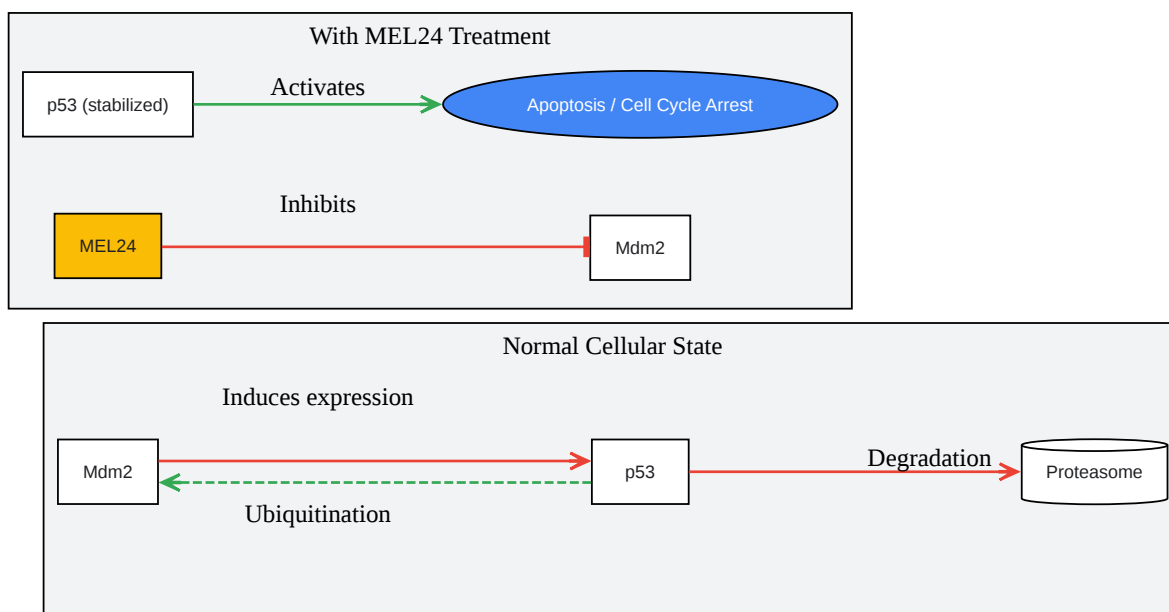 With MEL24 Treatment
Activates
p53 (stabilized)
Apoptosis / Cell Cycle Arrest
Inhibits
MEL24
Mdm2
Normal Cellular State
Induces expression
Mdm2
p53
Degradation
Proteasome
Ubiquitination